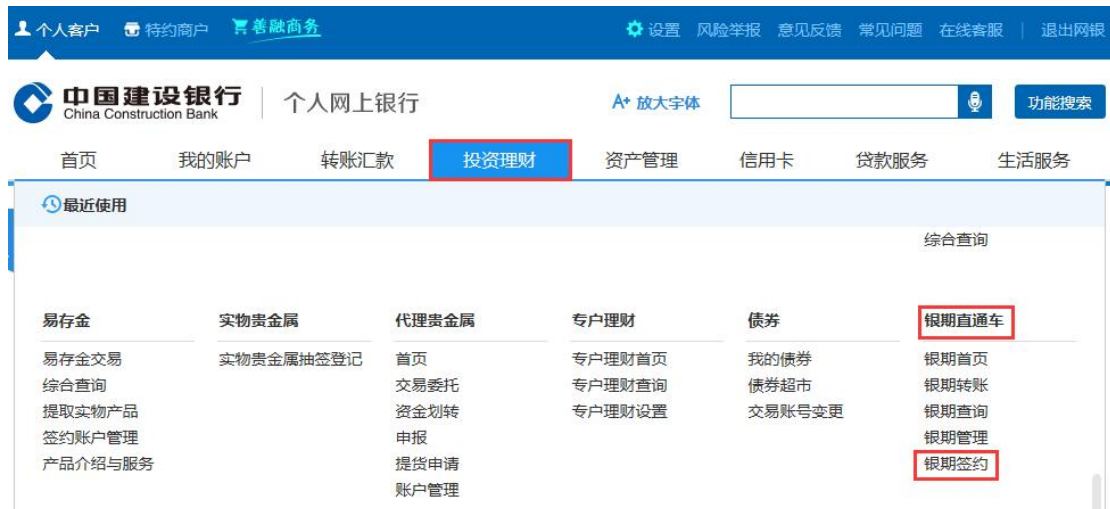 个人客户 特约商户 善融商务 设置 风险举报 意见反馈 常见问题 在线客服 | 退出网银
中国建设银行 | 个人网上银行 A+ 放大字体 功能搜索
China Construction Bank
首页 我的账户 转账汇款 投资理财 资产管理 信用卡 贷款服务 生活服务
最近使用
综合查询
易存金 实物贵金属 代理贵金属 专户理财 债券 银期直通车
易存金交易 实物贵金属抽签登记 首页 专户理财首页 我的债券 银期首页
综合查询 交易委托 专户理财查询 债券超市 银期转账
提取实物产品 资金划转 专户理财设置 交易账号变更 银期查询
签约账户管理 申报 银期管理
产品介绍与服务 提货申请 银期签约
账户管理